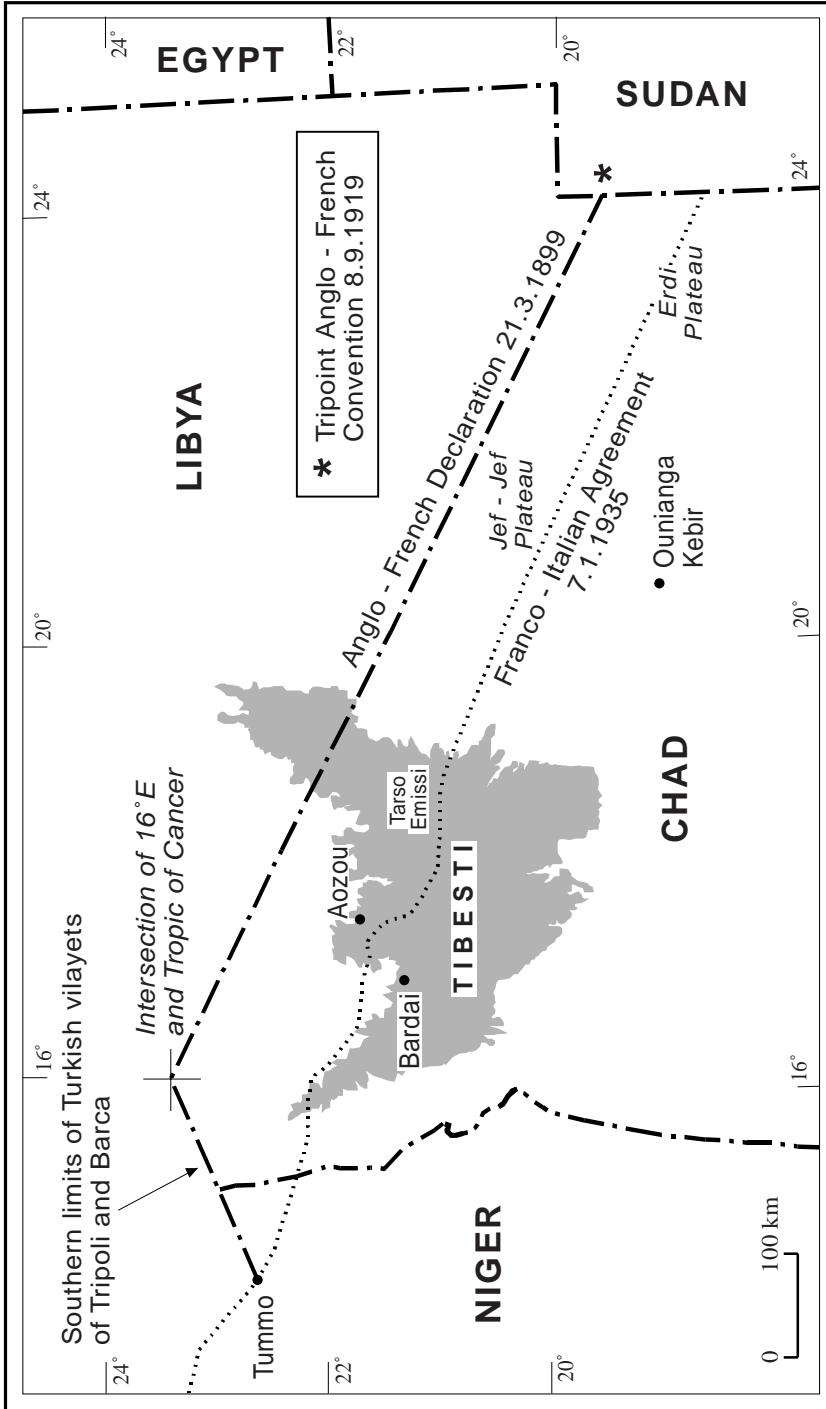 24°
20°
16°
24°
22°
20°
24°
22°
20°
24°
20°
16°
EGYPT
SUDAN
LIBYA
CHAD
NIGER
* Tripoint Anglo - French
Convention 8.9.1919
*
Anglo - French Declaration 21.3.1899
Franco - Italian Agreement
7.1.1935
Jef - Jef
Plateau
Erdi
Plateau
Ounianga
Kebir
Intersection of 16°E
and Tropic of Cancer
Southern limits of Turkish vilayets
of Tripoli and Barca
Tummo
Aozou
Bardai
Tarso
Emissi
TIBESTI
0 100 km